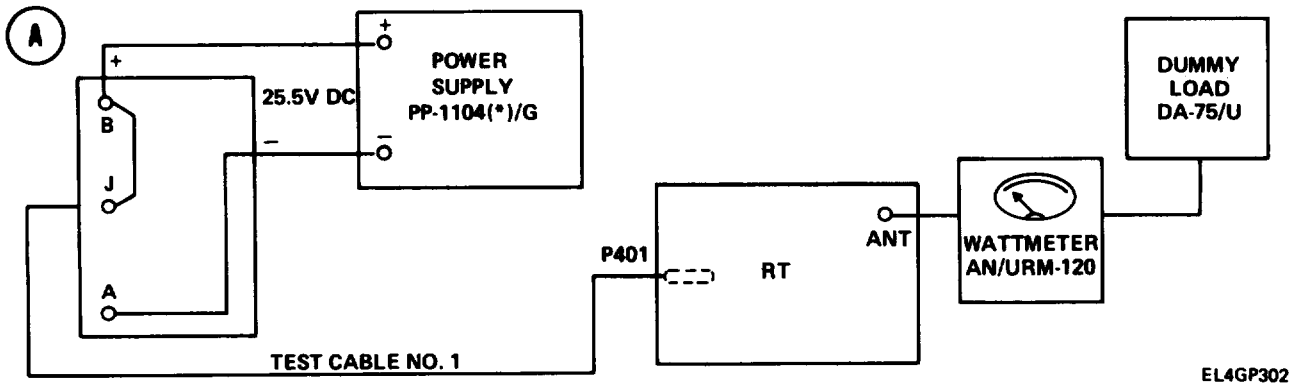 A
+
B
J
A
25.5V DC
−
+
−
POWER
SUPPLY
PP-1104(*)/G
TEST CABLE NO. 1
P401
RT
ANT
WATTMETER
AN/URM-120
DUMMY
LOAD
DA-75/U
EL4GP302